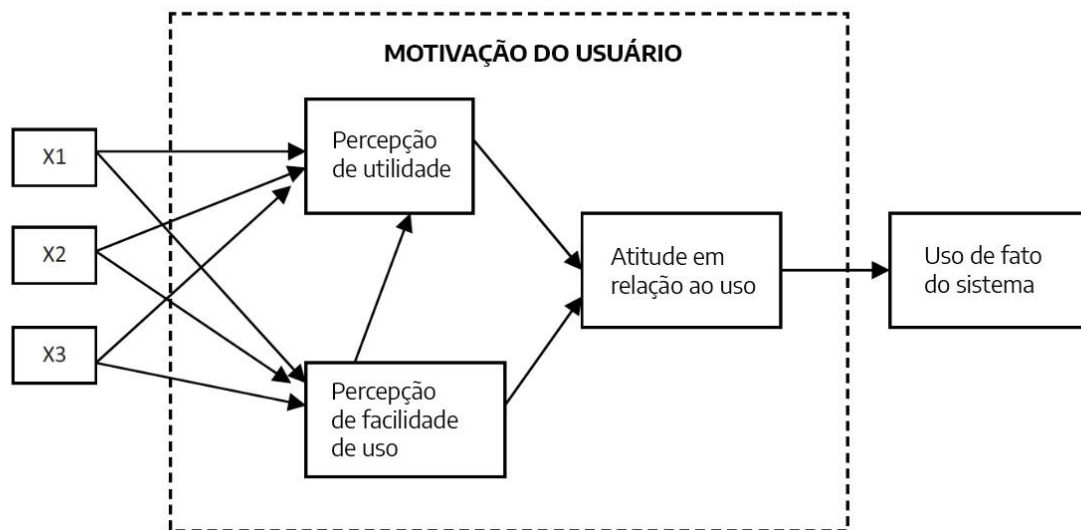 MOTIVAÇÃO DO USUÁRIO
X1
X2
X3
Percepção
de utilidade
Percepção
de facilidade
de uso
Atitude em
relação ao uso
Uso de fato
do sistema